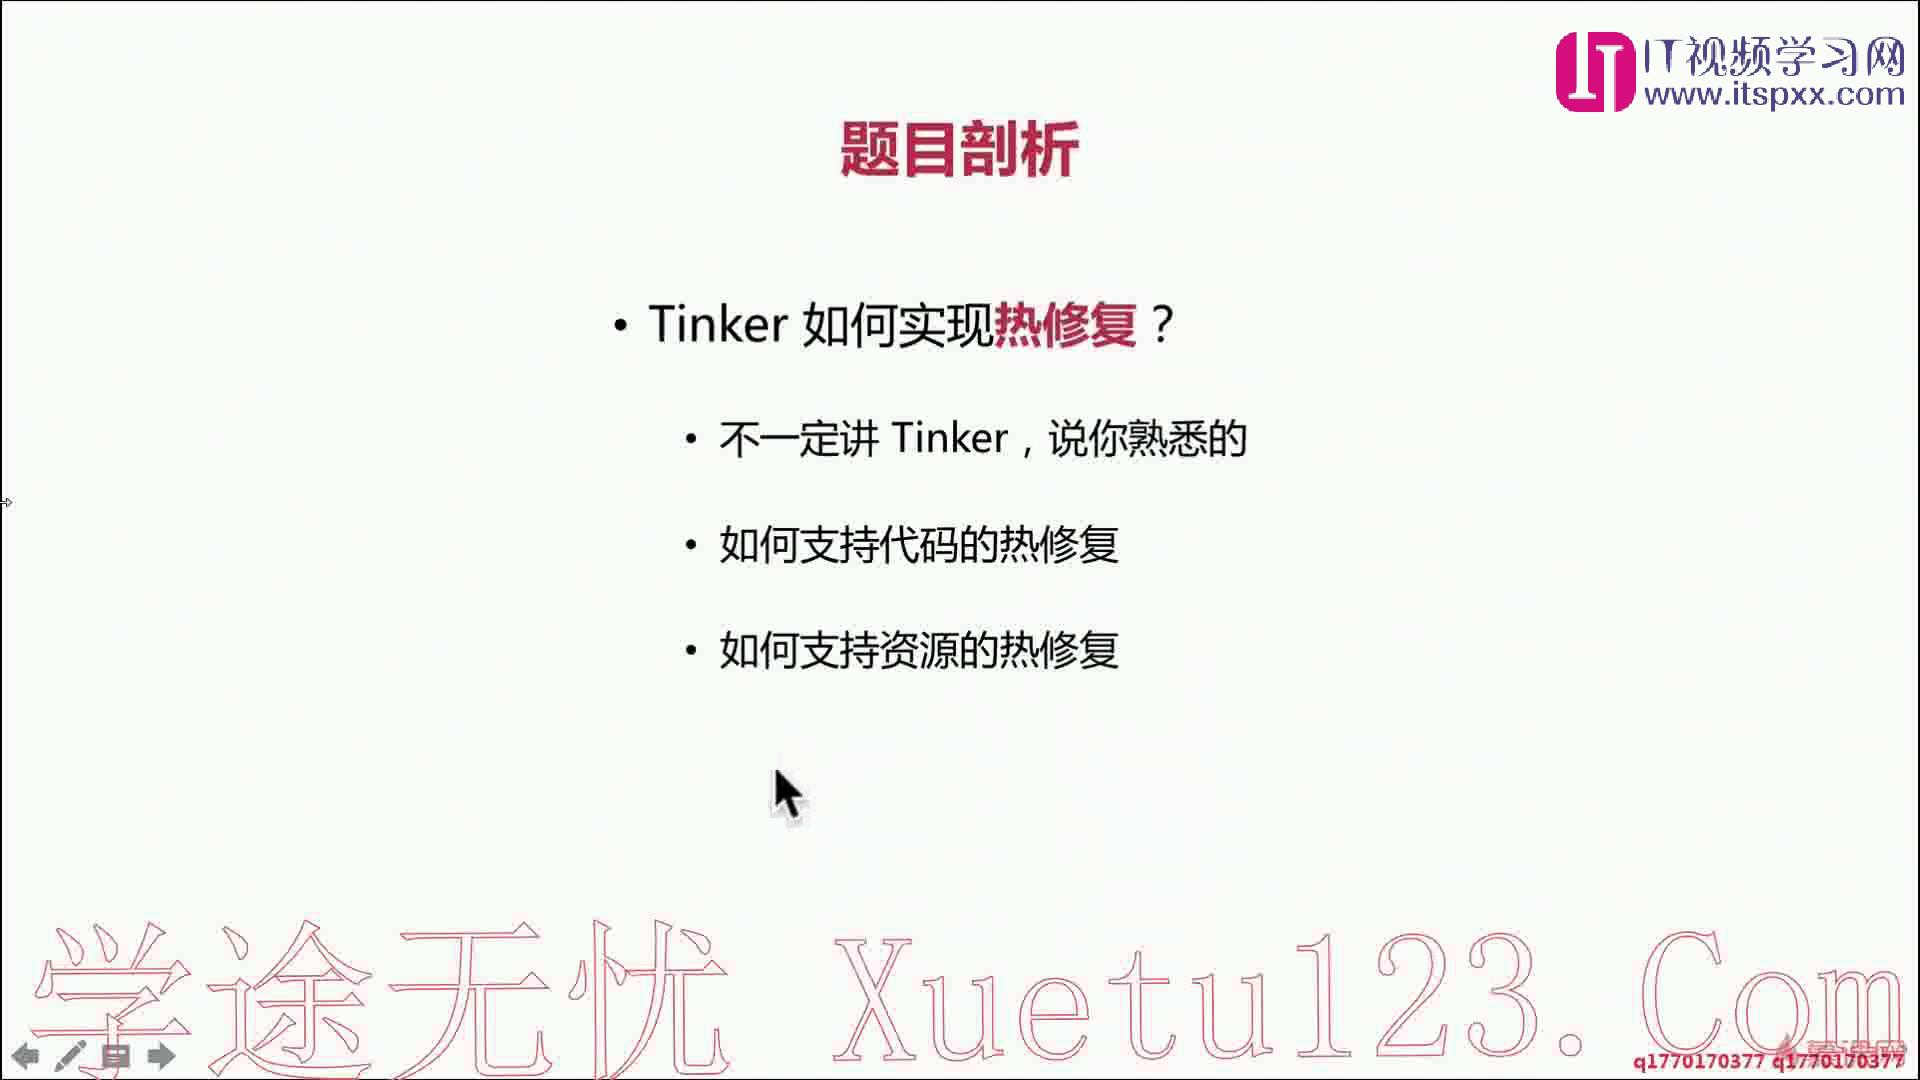 IT视频学习网
www.itspxx.com
题目剖析
• Tinker 如何实现热修复？
• 不一定讲 Tinker，说你熟悉的
• 如何支持代码的热修复
• 如何支持资源的热修复
学途无忧 Xuetu123.Com
慕课网
q1770170377 q1770170377